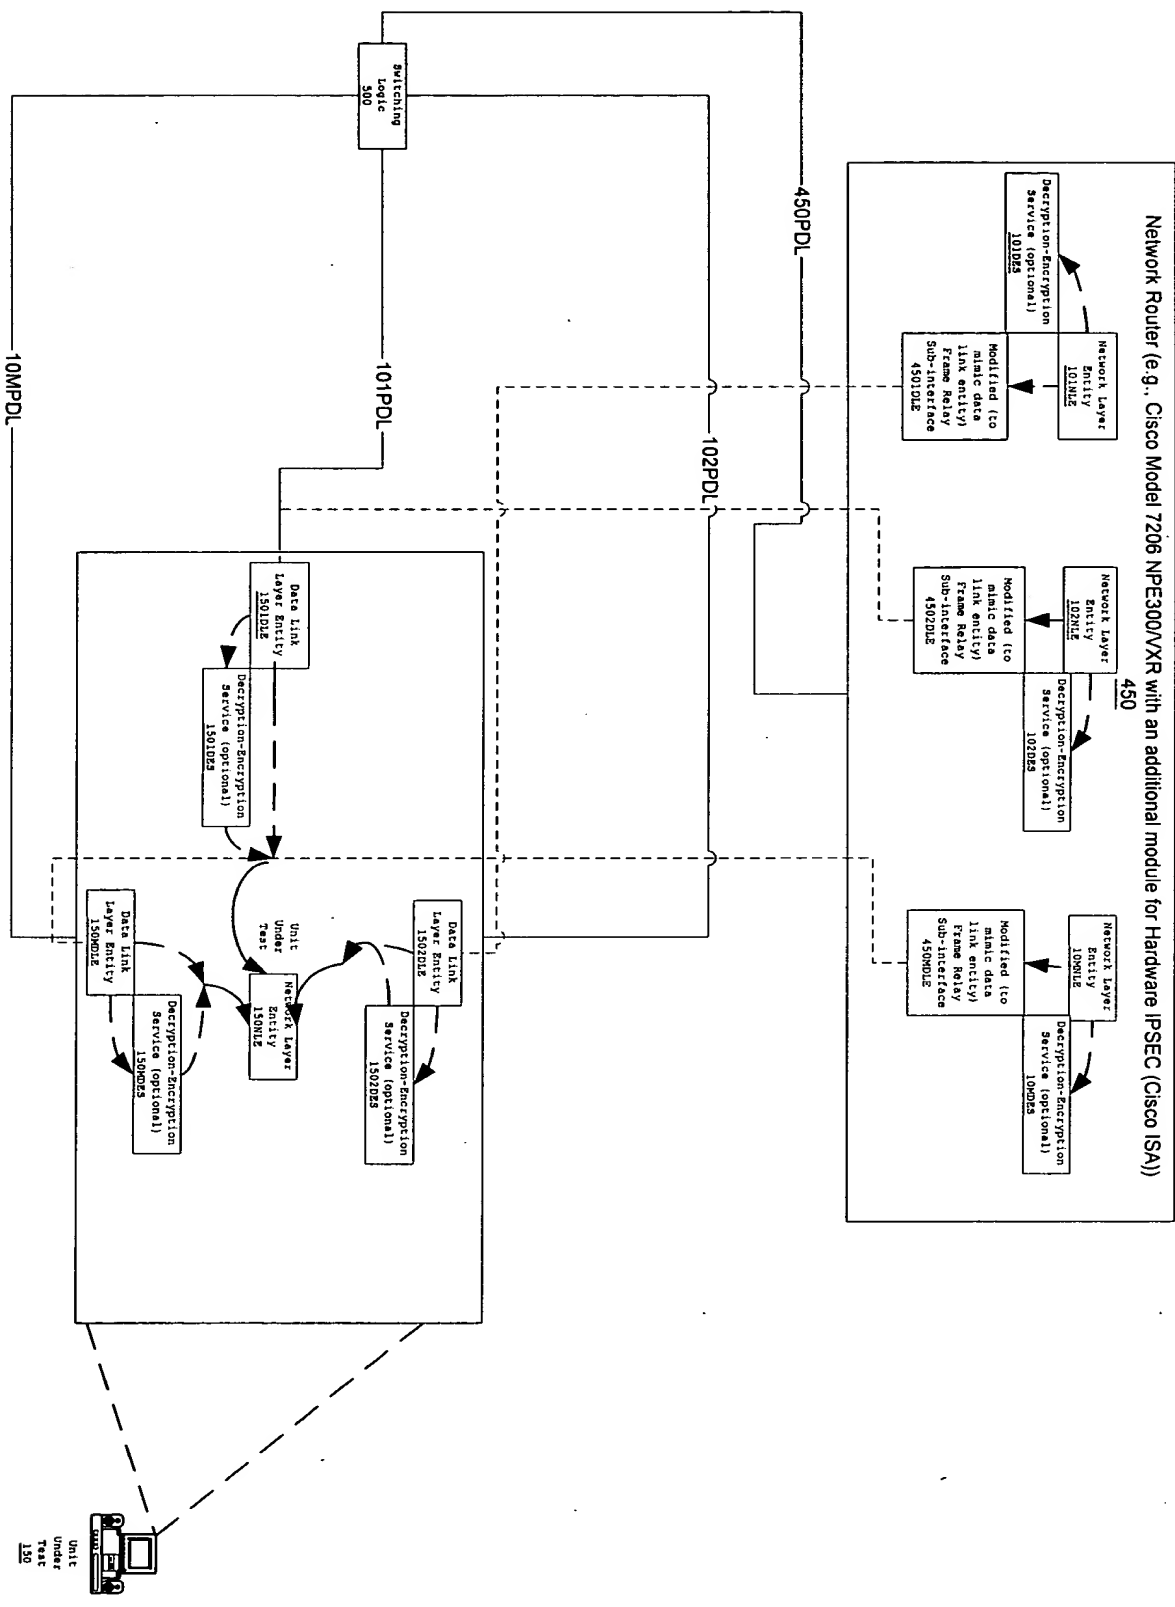 Network Router (e.g., Cisco Model 7206 NPE300/VXR with an additional module for Hardware IPSEC (Cisco ISA))
450
Network Layer
Entity
101NLE
Decryption-Encryption
Service (optional)
101DES
Modified (to
mimic data
link entity)
Frame Relay
Sub-interface
4501DLE
Network Layer
Entity
102NLE
Decryption-Encryption
Service (optional)
102DES
Modified (to
mimic data
link entity)
Frame Relay
Sub-interface
4502DLE
Network Layer
Entity
10MNLE
Decryption-Encryption
Service (optional)
10MDES
Modified (to
mimic data
link entity)
Frame Relay
Sub-interface
450MDLE
450PDL
102PDL
Switching
Logic
500
101PDL
10MPDL
Data Link
Layer Entity
1502DLE
Decryption-Encryption
Service (optional)
1502DES
Data Link
Layer Entity
1501DLE
Decryption-Encryption
Service (optional)
1501DES
Unit
Under
Test
Network Layer
Entity
150NLE
Data Link
Layer Entity
150MDLE
Decryption-Encryption
Service (optional)
150MDES
Unit
Under
Test
150